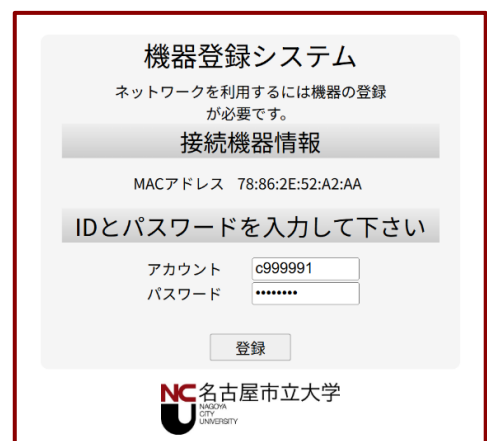 機器登録システム
ネットワークを利用するには機器の登録
が必要です。
接続機器情報
MACアドレス 78:86:2E:52:A2:AA
IDとパスワードを入力して下さい
アカウント c999991
パスワード ••••••••
登録
NCU 名古屋市立大学
NAGOYA
CITY
UNIVERSITY